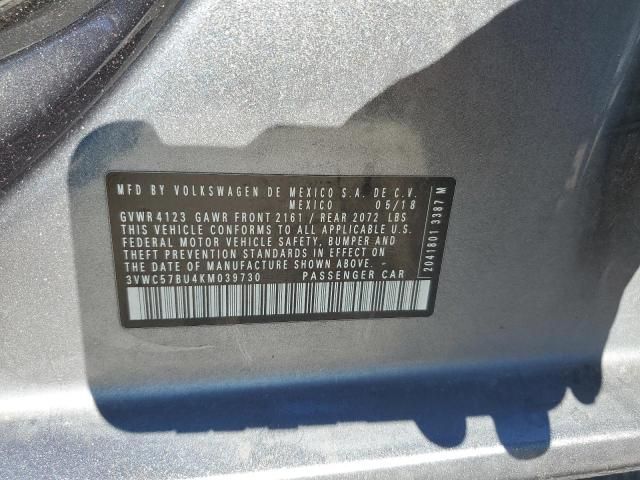 MFD BY VOLKSWAGEN DE MEXICO S.A. DE C.V.
MEXICO 05/18
GVWR 4123 GAWR FRONT 2161 / REAR 2072 LBS
THIS VEHICLE CONFORMS TO ALL APPLICABLE U.S.
FEDERAL MOTOR VEHICLE SAFETY, BUMPER AND
THEFT PREVENTION STANDARDS IN EFFECT ON
THE DATE OF MANUFACTURE SHOWN ABOVE. -
3VWC57BU4KM039730 PASSENGER CAR
2041801 3387 M